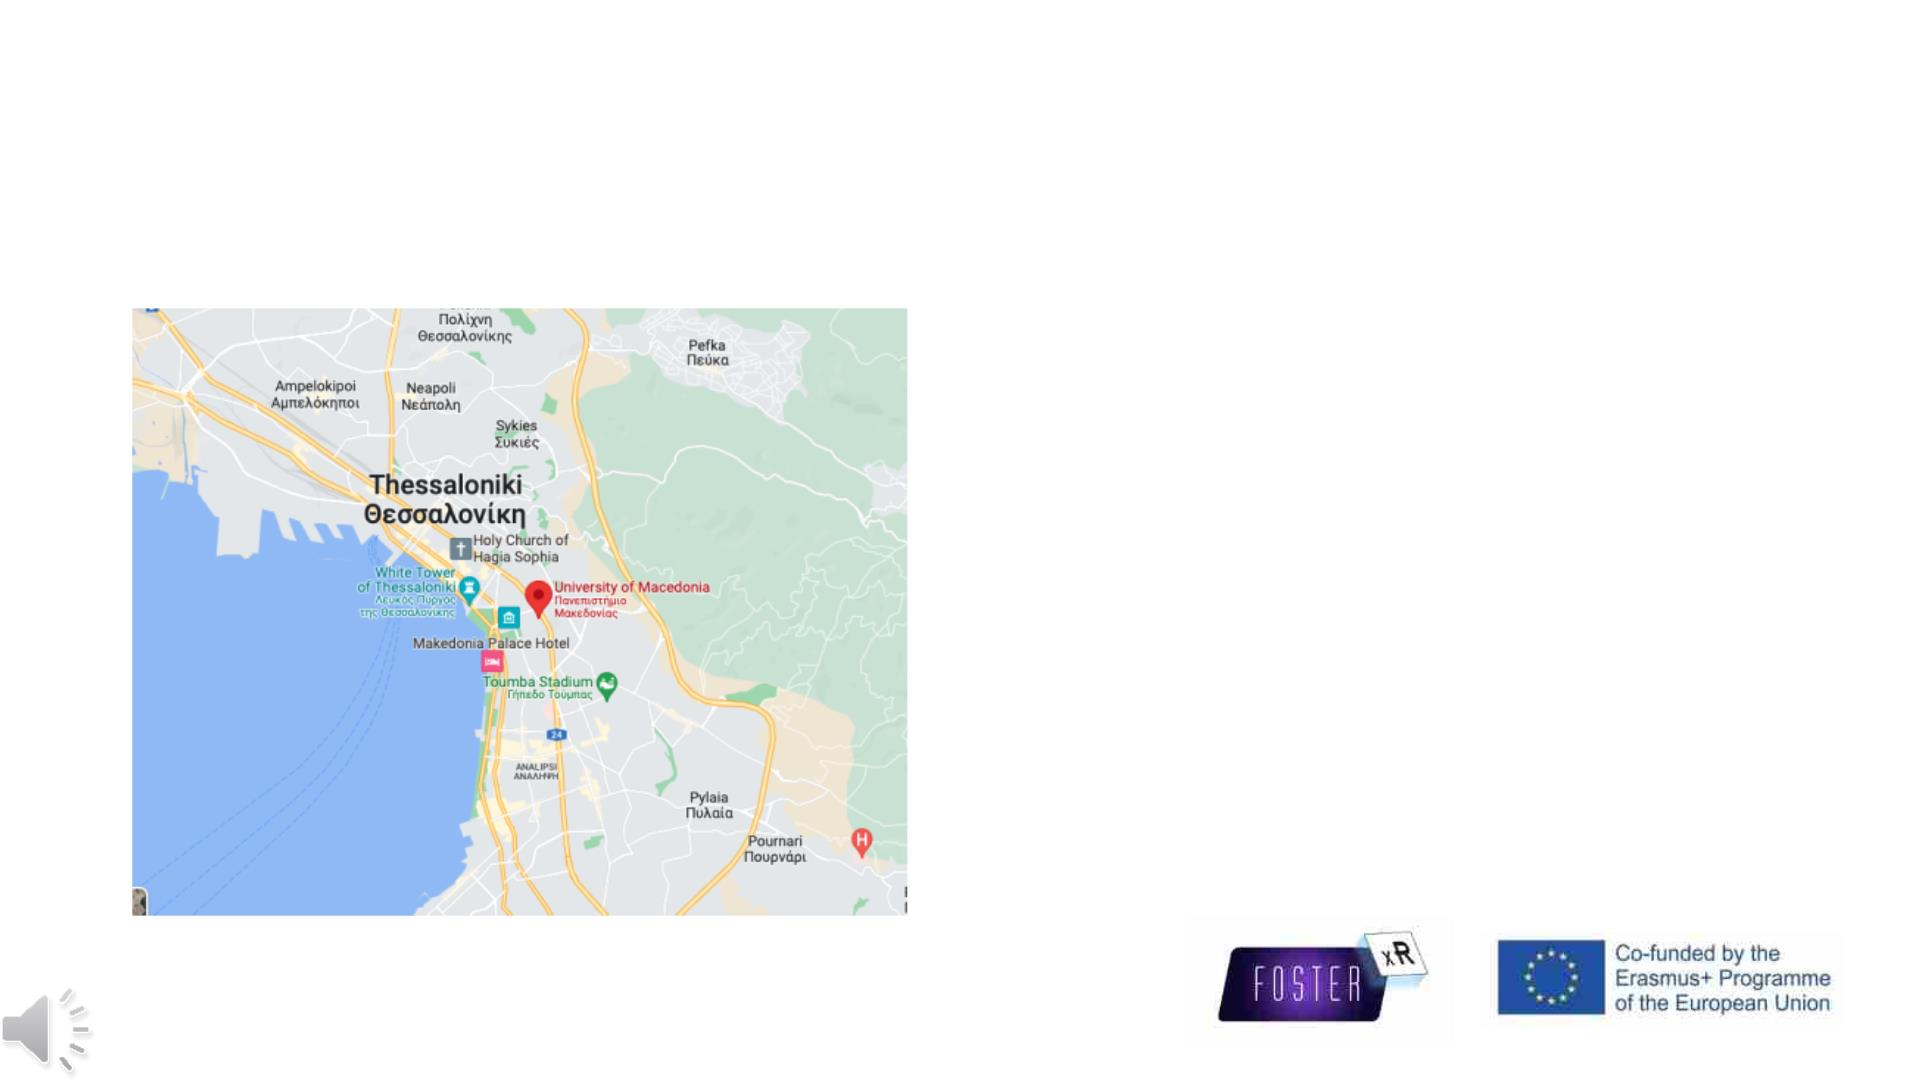 Πολίχνη
Θεσσαλονίκης
Pefka
Πεύκα
Ampelokipoi
Αμπελόκηποι
Neapoli
Νεάπολη
Sykies
Συκιές
Thessaloniki
Θεσσαλονίκη
Holy Church of
Hagia Sophia
White Tower
of Thessaloniki
Λευκός Πύργος
της Θεσσαλονίκης
University of Macedonia
Πανεπιστήμιο
Μακεδονίας
Makedonia Palace Hotel
Toumba Stadium
Γήπεδο Τούμπας
24
ANALIPSI
ΑΝΑΛΗΨΗ
Pylaia
Πυλαία
Pournari
Πουρνάρι
H
FOSTER
xR
Co-funded by the
Erasmus+ Programme
of the European Union